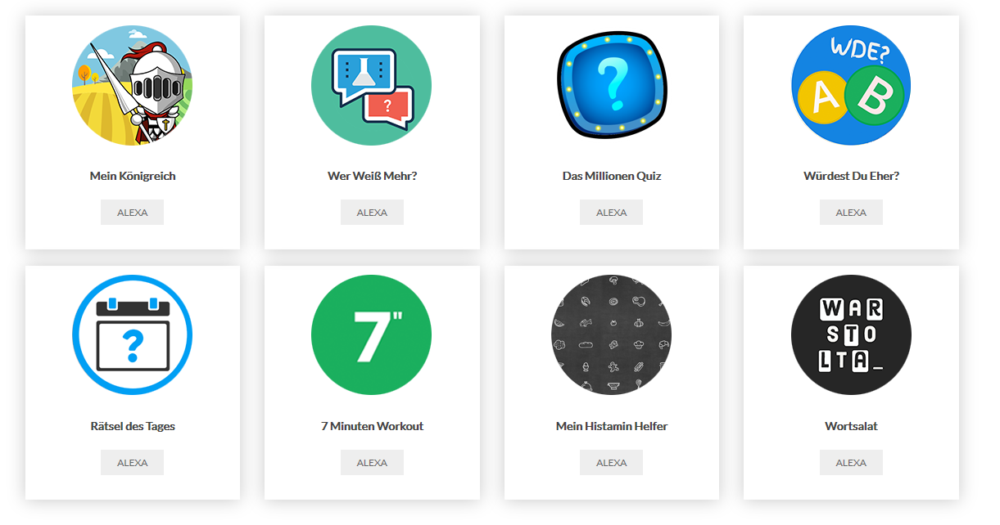 WDE?
A B
?
?
Mein Königreich
Wer Weiß Mehr?
Das Millionen Quiz
Würdest Du Eher?
ALEXA
ALEXA
ALEXA
ALEXA
?
7"
WAR
STO
LTA_
Rätsel des Tages
7 Minuten Workout
Mein Histamin Helfer
Wortsalat
ALEXA
ALEXA
ALEXA
ALEXA